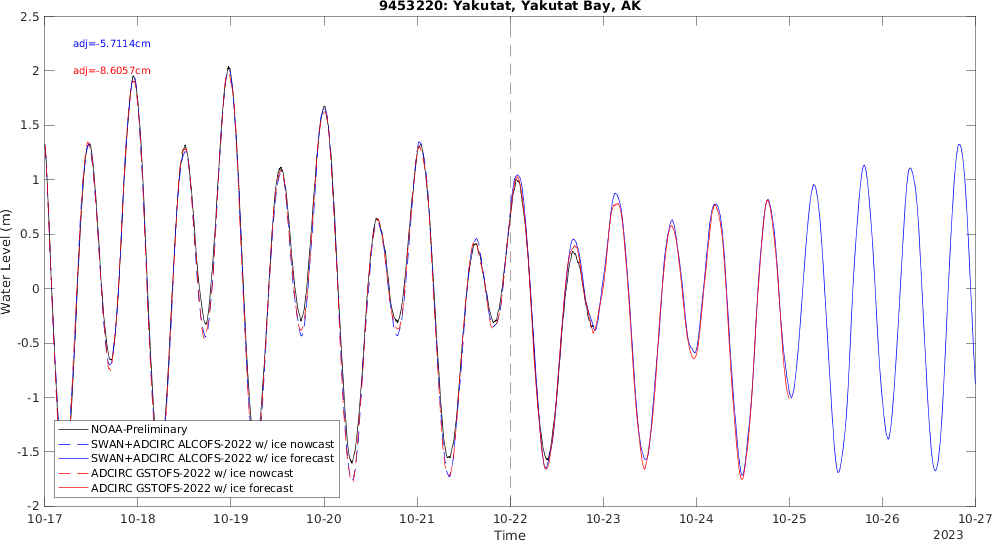 9453220: Yakutat, Yakutat Bay, AK
2.5
adj=-5.7114cm
2
adj=-8.6057cm
1.5
1
0.5
0
-0.5
-1
-1.5
-2
Water Level (m)
NOAA-Preliminary
SWAN+ADCIRC ALCOFS-2022 w/ ice nowcast
SWAN+ADCIRC ALCOFS-2022 w/ ice forecast
ADCIRC GSTOFS-2022 w/ ice nowcast
ADCIRC GSTOFS-2022 w/ ice forecast
10-17 10-18 10-19 10-20 10-21 10-22 10-23 10-24 10-25 10-26 10-27
Time
2023